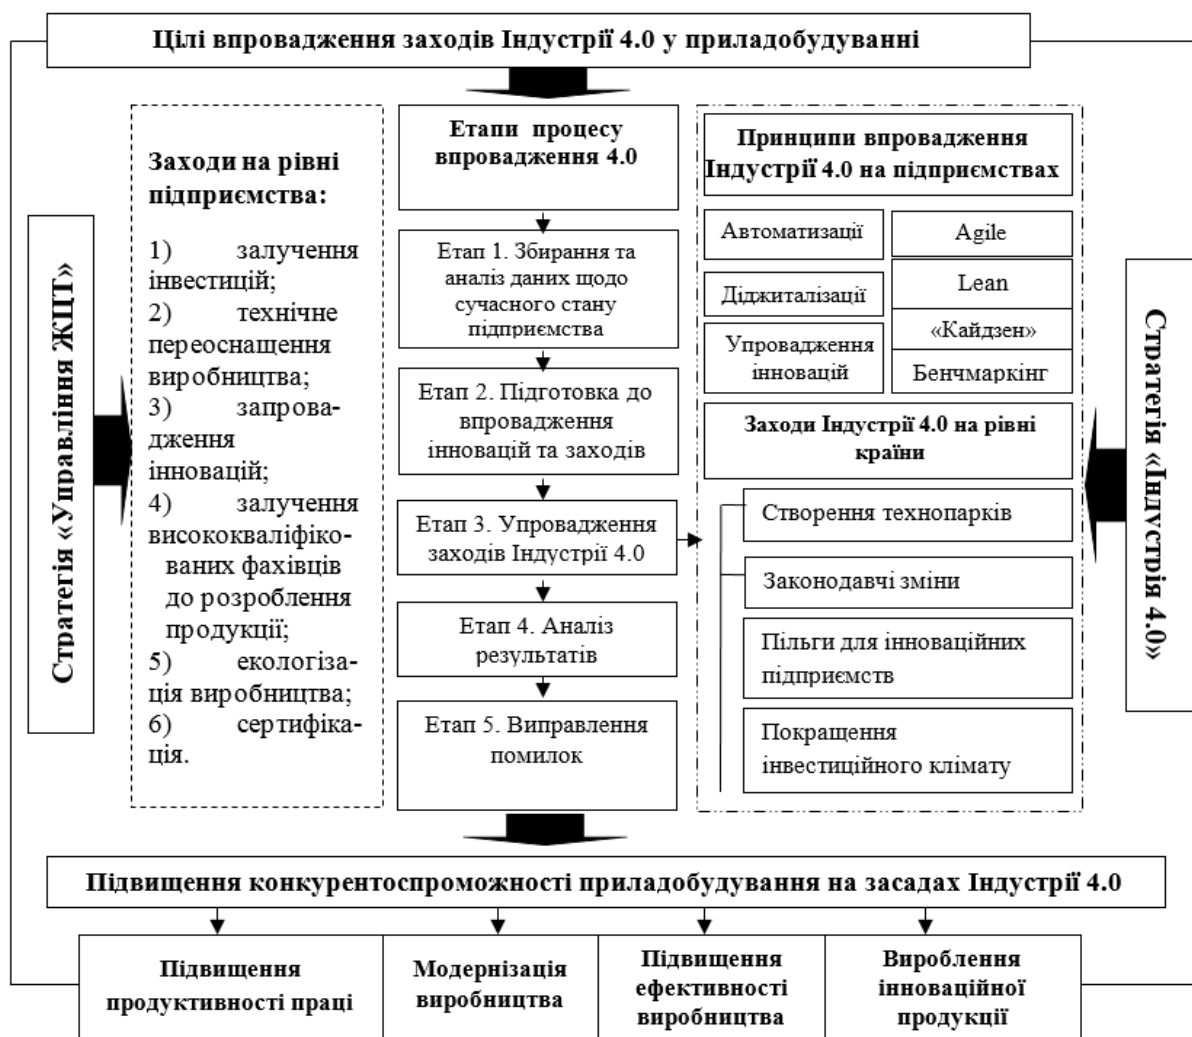 Цілі впровадження заходів Індустрії 4.0 у приладобудуванні
Стратегія «Управління ЖЦТ»
Заходи на рівні
підприємства:
1) залучення
інвестицій;
2) технічне
переоснащення
виробництва;
3) запрова-
дження
інновацій;
4) залучення
висококваліфіко-
ваних фахівців
до розроблення
продукції;
5) екологіза-
ція виробництва;
6) сертифіка-
ція.
Етапи процесу
впровадження 4.0
Етап 1. Збирання та
аналіз даних щодо
сучасного стану
підприємства
Етап 2. Підготовка до
впровадження
інновацій та заходів
Етап 3. Упровадження
заходів Індустрії 4.0
Етап 4. Аналіз
результатів
Етап 5. Виправлення
помилок
Принципи впровадження
Індустрії 4.0 на підприємствах
Автоматизації
Діджиталізації
Упровадження
інновацій
Agile
Lean
«Кайдзен»
Бенчмаркінг
Заходи Індустрії 4.0 на рівні
країни
Створення технопарків
Законодавчі зміни
Пільги для інноваційних
підприємств
Покращення
інвестиційного клімату
Стратегія «Індустрія 4.0»
Підвищення конкурентоспроможності приладобудування на засадах Індустрії 4.0
Підвищення
продуктивності праці
Модернізація
виробництва
Підвищення
ефективності
виробництва
Вироблення
інноваційної
продукції